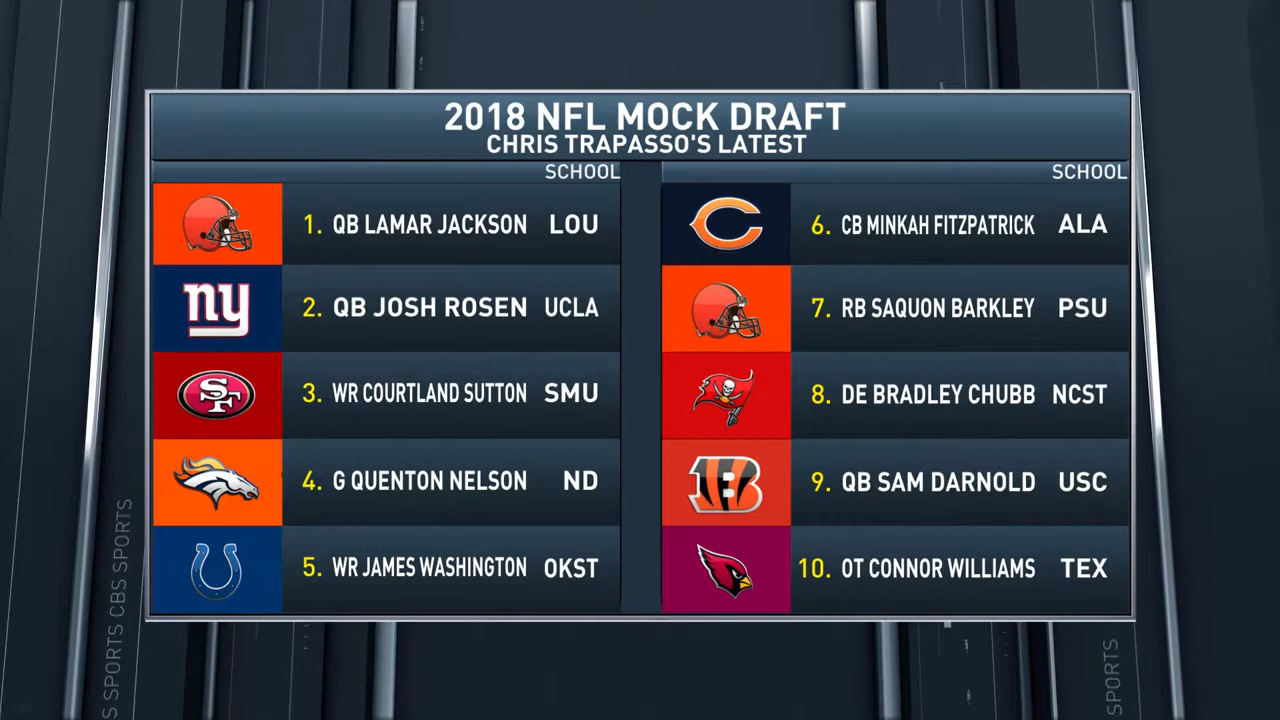 2018 NFL MOCK DRAFT
CHRIS TRAPASSO'S LATEST
SCHOOL
1. QB LAMAR JACKSON LOU
ny
2. QB JOSH ROSEN UCLA
SF
3. WR COURTLAND SUTTON SMU
4. G QUENTON NELSON ND
5. WR JAMES WASHINGTON OKST
SCHOOL
C
6. CB MINKAH FITZPATRICK ALA
7. RB SAQUON BARKLEY PSU
8. DE BRADLEY CHUBB NCST
B
9. QB SAM DARNOLD USC
10. OT CONNOR WILLIAMS TEX
S SPORTS CBS SPORTS
SPORTS